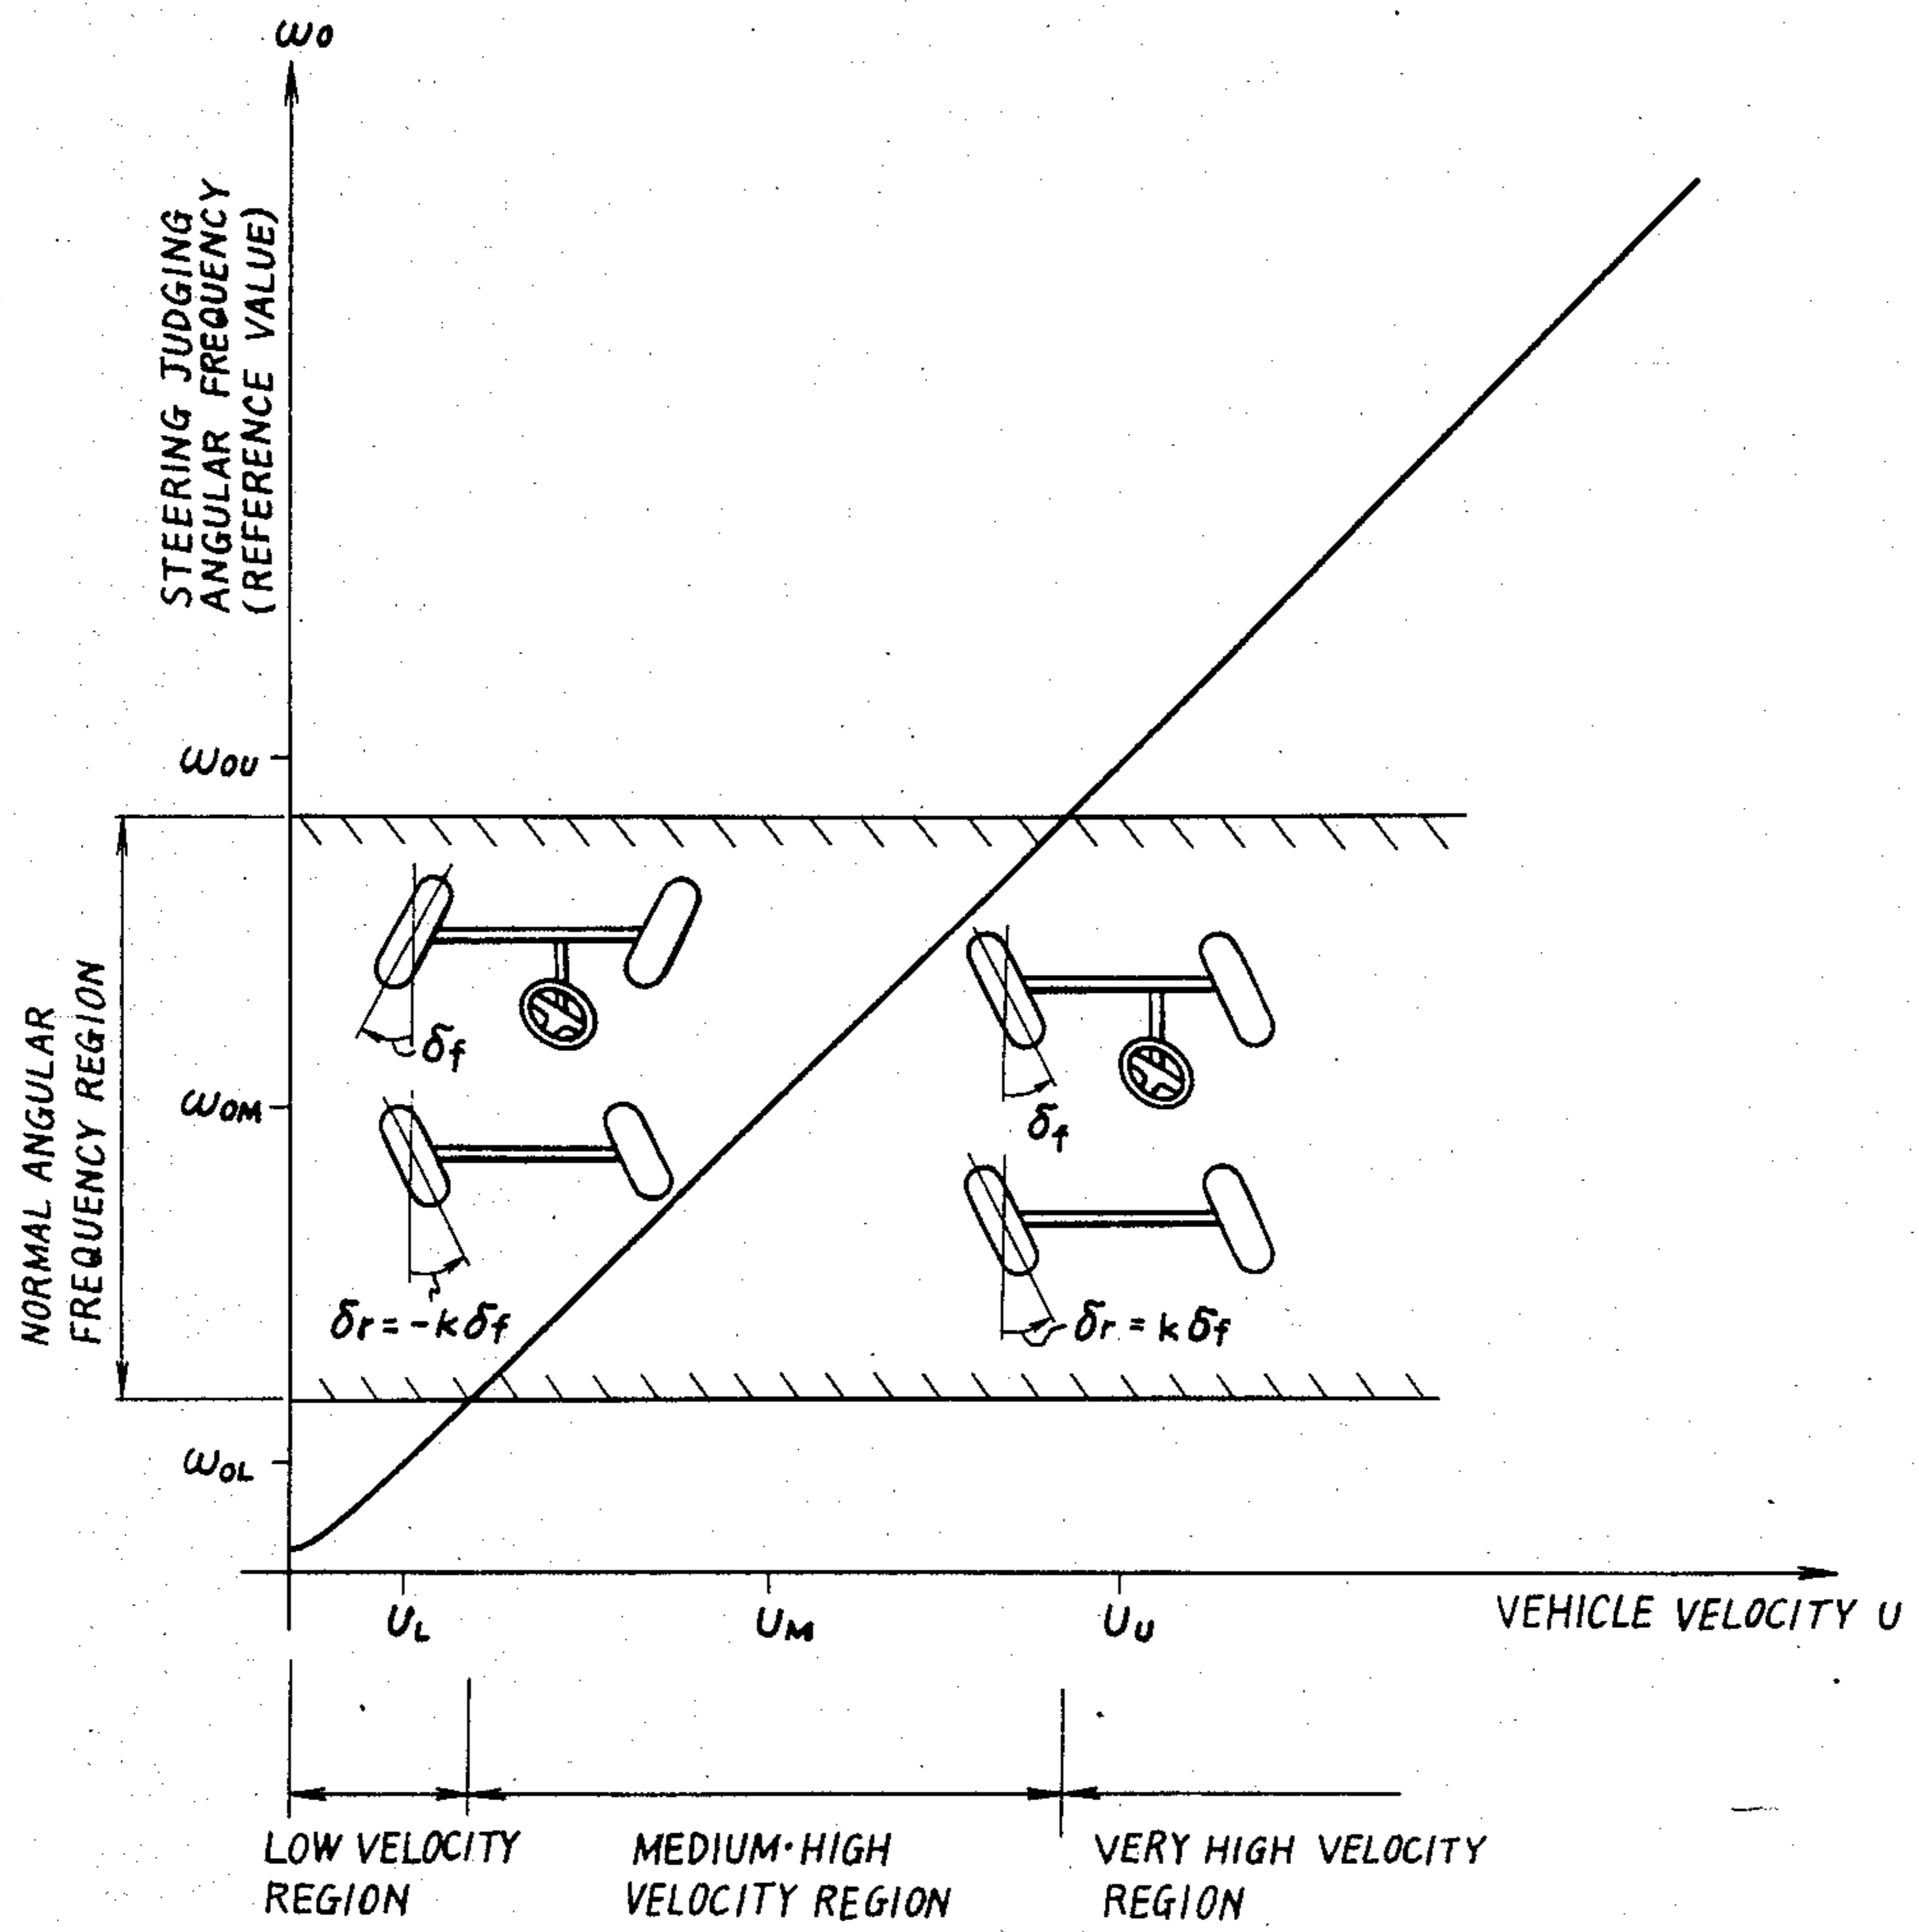 ω0
STEERING JUDGING
ANGULAR FREQUENCY
(REFERENCE VALUE)
ω0U
NORMAL ANGULAR
FREQUENCY REGION
δf
δf
ω0M
δr=-kδf
δr=kδf
ω0L
UL
UM
UU
VEHICLE VELOCITY U
LOW VELOCITY
REGION
MEDIUM·HIGH
VELOCITY REGION
VERY HIGH VELOCITY
REGION